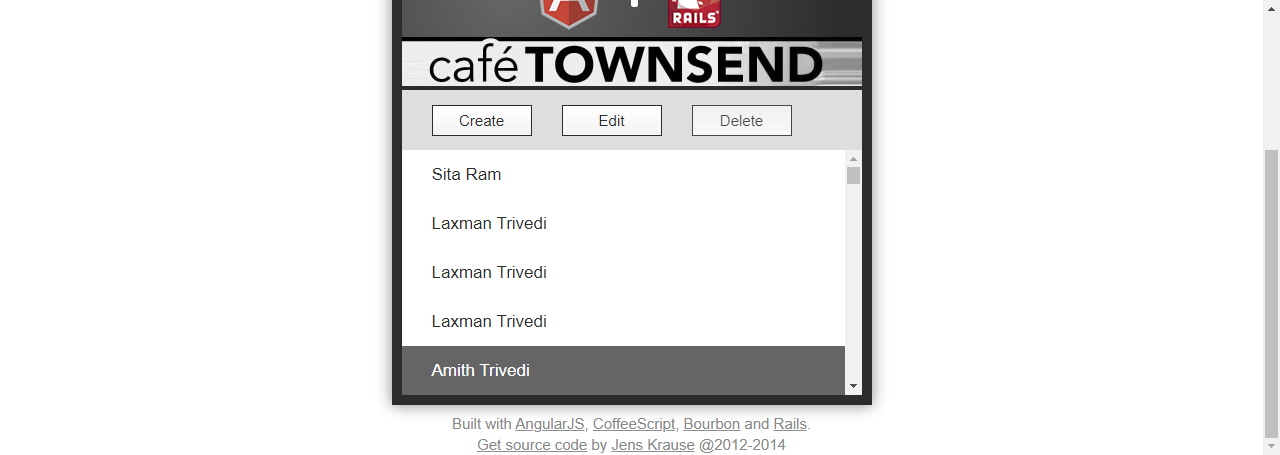 RAILS
café TOWNSEND
Create Edit Delete
Sita Ram
Laxman Trivedi
Laxman Trivedi
Laxman Trivedi
Amith Trivedi
Built with AngularJS, CoffeeScript, Bourbon and Rails.
Get source code by Jens Krause @2012-2014